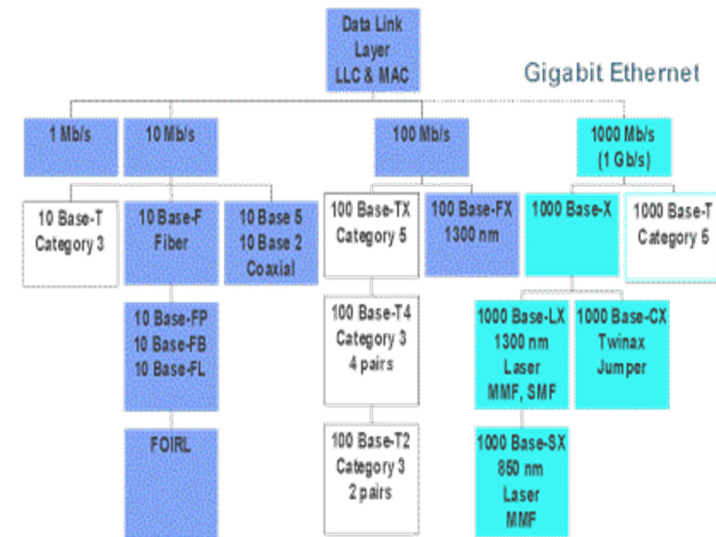 Data Link
Layer
LLC & MAC
Gigabit Ethernet
1 Mb/s
10 Mb/s
100 Mb/s
1000 Mb/s
(1 Gb/s)
10 Base-T
Category 3
10 Base-F
Fiber
10 Base 5
10 Base 2
Coaxial
100 Base-TX
Category 5
100 Base-FX
1300 nm
1000 Base-X
1000 Base-T
Category 5
10 Base-FP
10 Base-FB
10 Base-FL
100 Base-T4
Category 3
4 pairs
1000 Base-LX
1300 nm
Laser
MMF, SMF
1000 Base-CX
Twinax
Jumper
FOIRL
100 Base-T2
Category 3
2 pairs
1000 Base-SX
850 nm
Laser
MMF